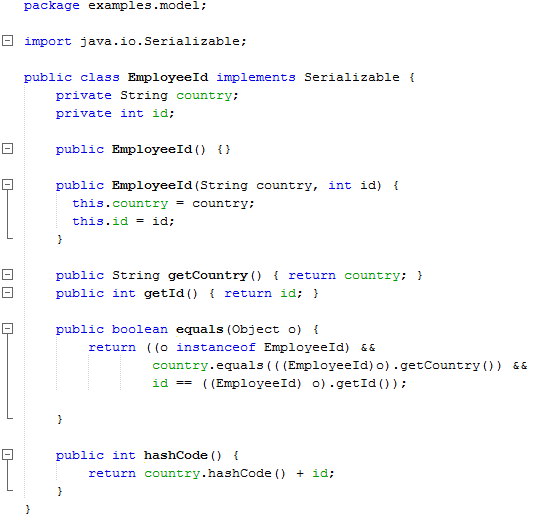 package examples.model;
import java.io.Serializable;
public class EmployeeId implements Serializable {
private String country;
private int id;
public EmployeeId() {}
public EmployeeId(String country, int id) {
this.country = country;
this.id = id;
}
public String getCountry() { return country; }
public int getId() { return id; }
public boolean equals(Object o) {
return ((o instanceof EmployeeId) &&
country.equals(((EmployeeId)o).getCountry()) &&
id == ((EmployeeId) o).getId());
}
public int hashCode() {
return country.hashCode() + id;
}
}